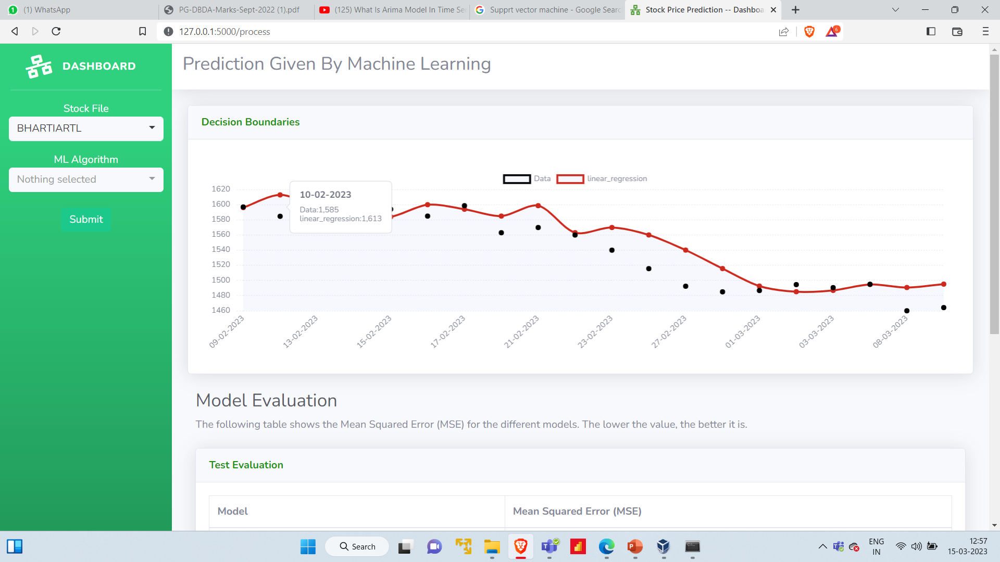 1
(1) WhatsApp
PG-DBDA-Marks-Sept-2022 (1).pdf
(125) What Is Arima Model In Time Se
Supprt vector machine - Google Searc
Stock Price Prediction -- Dashboa
127.0.0.1:5000/process
6
DASHBOARD
Stock File
BHARTIARTL
ML Algorithm
Nothing selected
Submit
Prediction Given By Machine Learning
Decision Boundaries
Data
linear_regression
1620
1600
1580
1560
1540
1520
1500
1480
1460
10-02-2023
Data:1,585
linear_regression:1,613
09-02-2023
13-02-2023
15-02-2023
17-02-2023
21-02-2023
23-02-2023
27-02-2023
01-03-2023
03-03-2023
08-03-2023
Model Evaluation
The following table shows the Mean Squared Error (MSE) for the different models. The lower the value, the better it is.
Test Evaluation
Model
Mean Squared Error (MSE)
Search
ENG
IN
12:57
15-03-2023